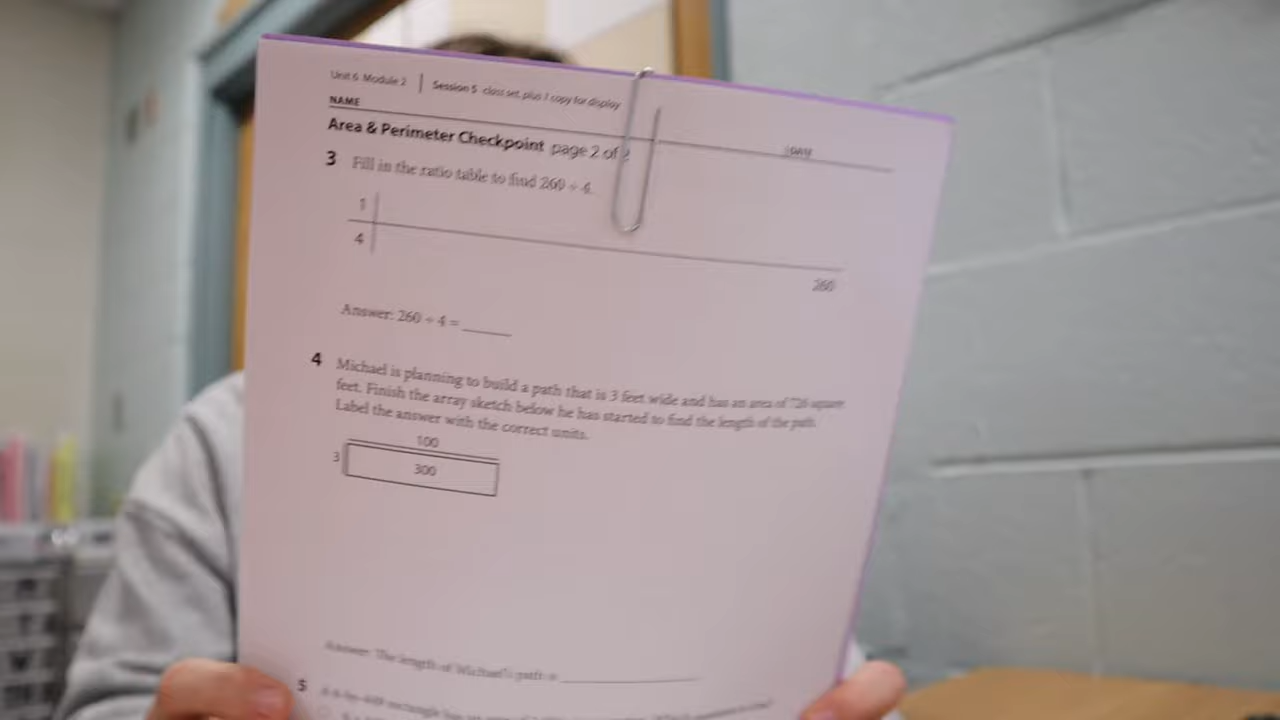 Unit 6 Module 2 | Session 5 class set, plus 1 copy for display
NAME | DATE
Area & Perimeter Checkpoint page 2 of 2
3 Fill in the ratio table to find 260 ÷ 4.
1
4
260
Answer: 260 ÷ 4 = ______
4 Michael is planning to build a path that is 3 feet wide and has an area of 726 square
feet. Finish the array sketch below he has started to find the length of the path.
Label the answer with the correct units.
100
3 300
Answer: The length of Michael's path is ______
5